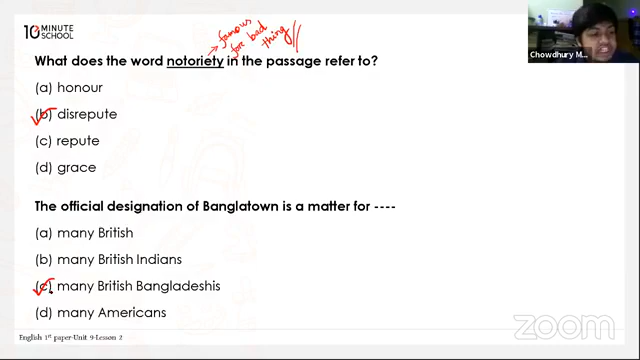 10 MINUTE
SCHOOL
famous
for bad
thing
What does the word notoriety in the passage refer to?
(a) honour
(b) disrepute
(c) repute
(d) grace
The official designation of Banglatown is a matter for ----
(a) many British
(b) many British Indians
(c) many British Bangladeshis
(d) many Americans
English 1st paper-Unit 9-Lesson 2
Chowdhury M...
zoom